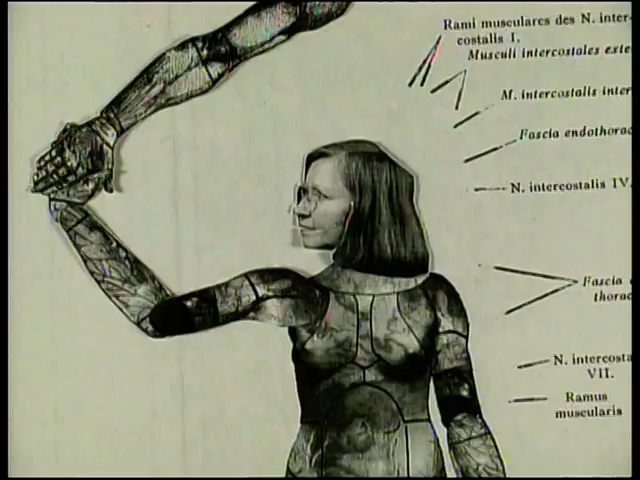 Rami musculares des N. inter-
costalis I.
Musculi intercostales exte
M. intercostalis inter
Fascia endothorac
N. intercostalis IV.
Fascia
thorac
N. intercosta
VII.
Ramus
muscularis